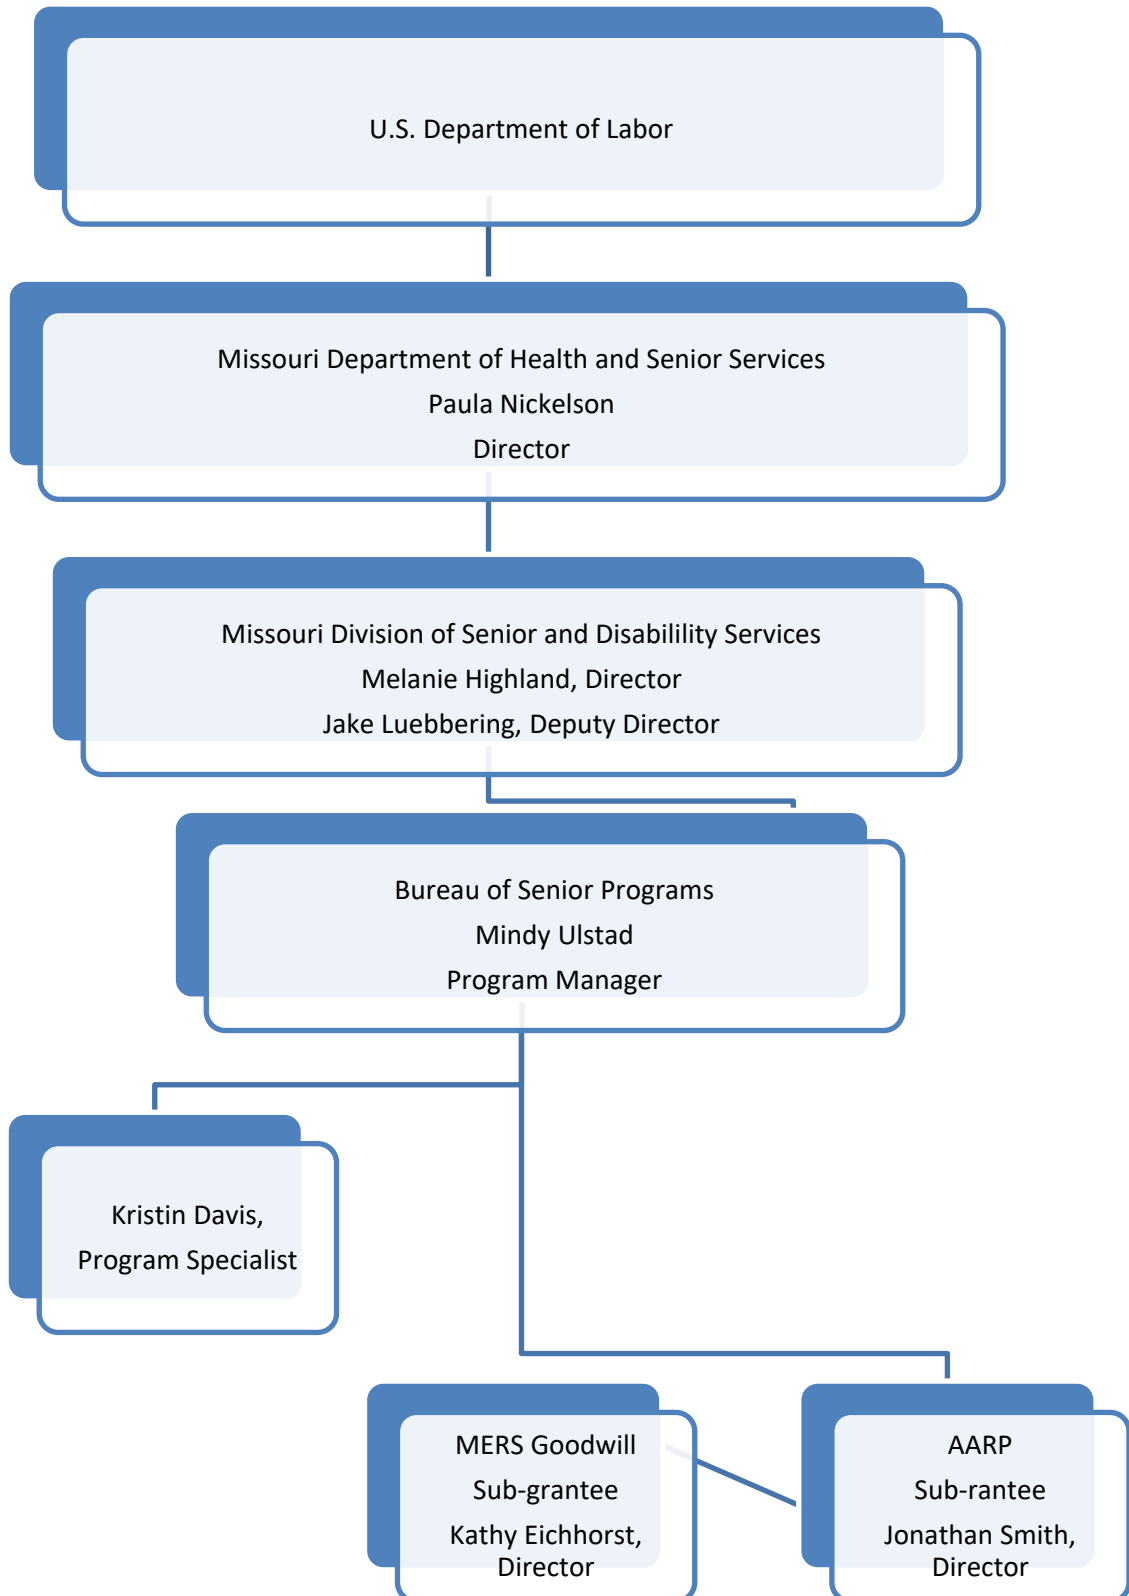 U.S. Department of Labor
Missouri Department of Health and Senior Services
Paula Nickelson
Director
Missouri Division of Senior and Disabilility Services
Melanie Highland, Director
Jake Luebbering, Deputy Director
Bureau of Senior Programs
Mindy Ulstad
Program Manager
Kristin Davis,
Program Specialist
MERS Goodwill
Sub-grantee
Kathy Eichhorst,
Director
AARP
Sub-rantee
Jonathan Smith,
Director